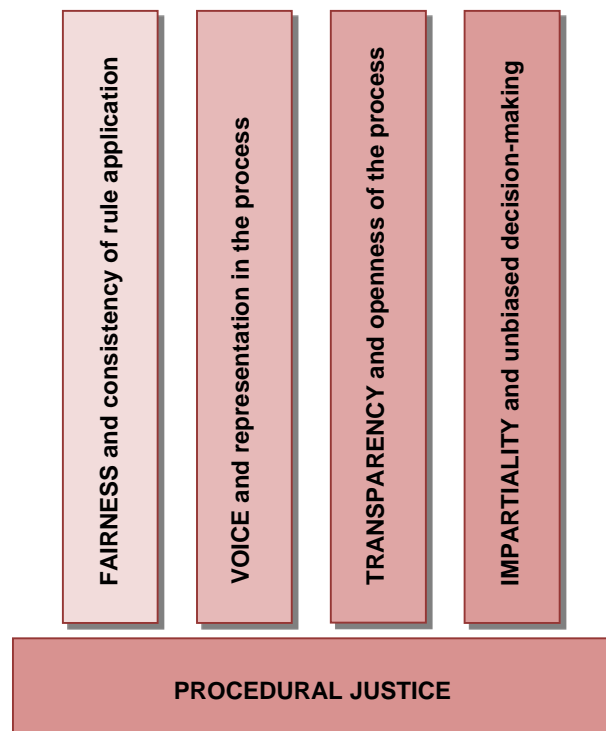 FAIRNESS and consistency of rule application
VOICE and representation in the process
TRANSPARENCY and openness of the process
IMPARTIALITY and unbiased decision-making
PROCEDURAL JUSTICE